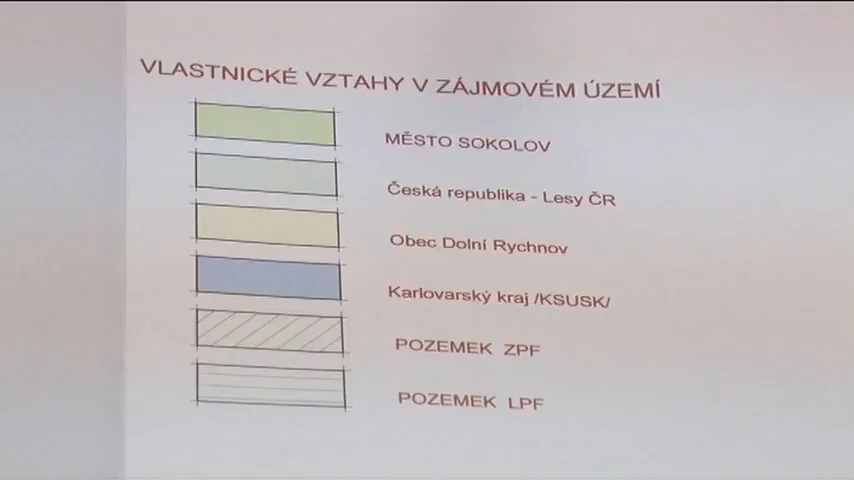 VLASTNICKÉ VZTAHY V ZÁJMOVÉM ÚZEMÍ
MĚSTO SOKOLOV
Česká republika - Lesy ČR
Obec Dolní Rychnov
Karlovarský kraj /KSUSK/
POZEMEK ZPF
POZEMEK LPF